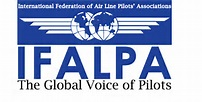 International Federation of Air Line Pilots' Associations
IFALPA
The Global Voice of Pilots